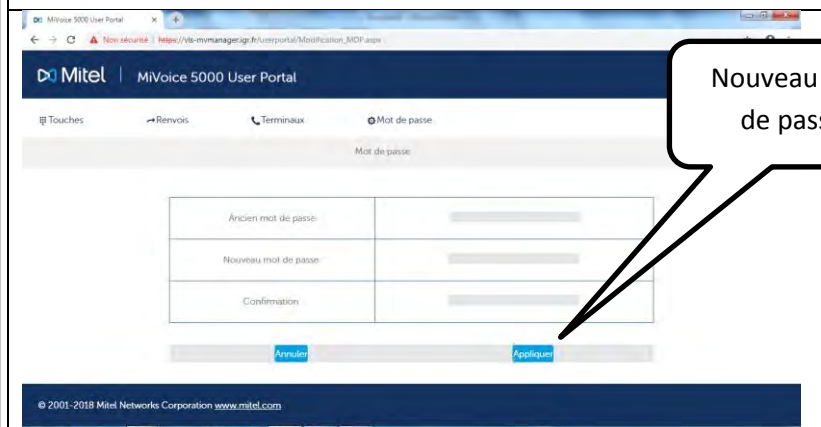 MiVoice 5000 User Portal
Non sécurisé | https://vls-mvmanager.igr.fr/userportal/Modification_MDP.aspx
Mitel | MiVoice 5000 User Portal
Nouveau
de pass
Touches Renvois Terminaux Mot de passe
Mot de passe
Ancien mot de passe
Nouveau mot de passe
Confirmation
Annuler Appliquer
© 2001-2018 Mitel Networks Corporation www.mitel.com